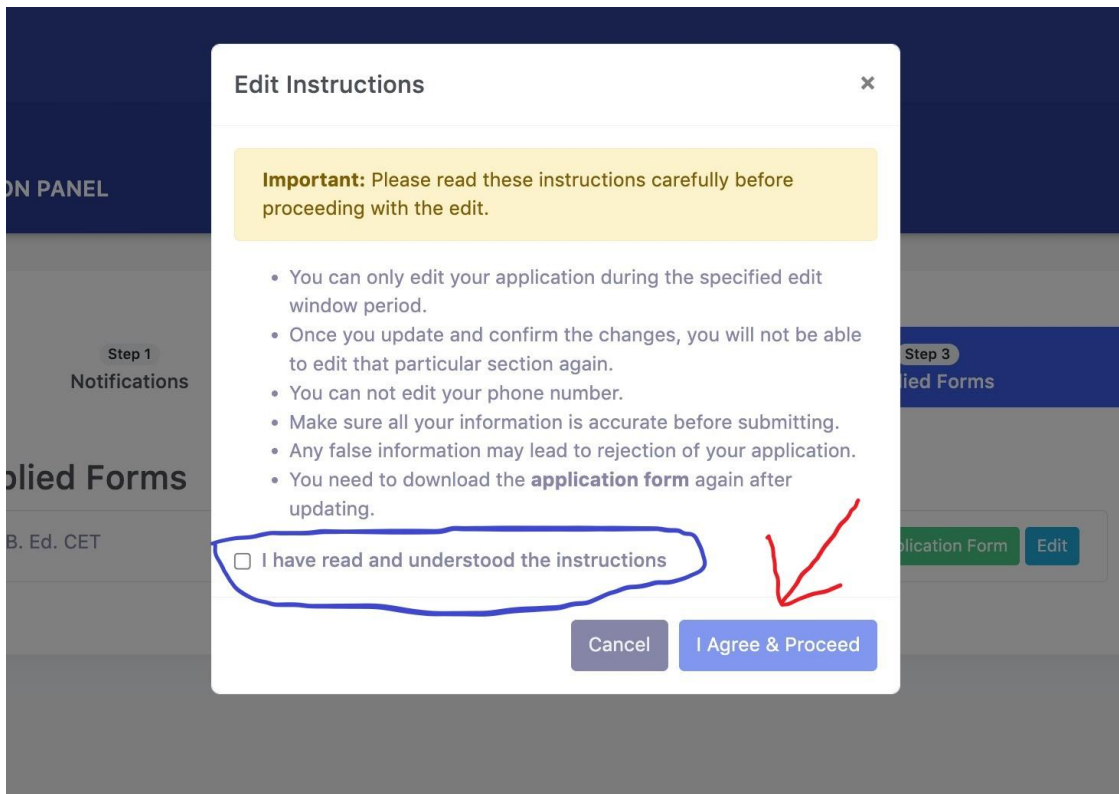 Edit Instructions
×
ON PANEL
Important: Please read these instructions carefully before
proceeding with the edit.
• You can only edit your application during the specified edit
window period.
• Once you update and confirm the changes, you will not be able
to edit that particular section again.
• You can not edit your phone number.
• Make sure all your information is accurate before submitting.
• Any false information may lead to rejection of your application.
• You need to download the application form again after
updating.
I have read and understood the instructions
Cancel
I Agree & Proceed
Step 1
Notifications
Step 3
lied Forms
plied Forms
B. Ed. CET
plication Form
Edit